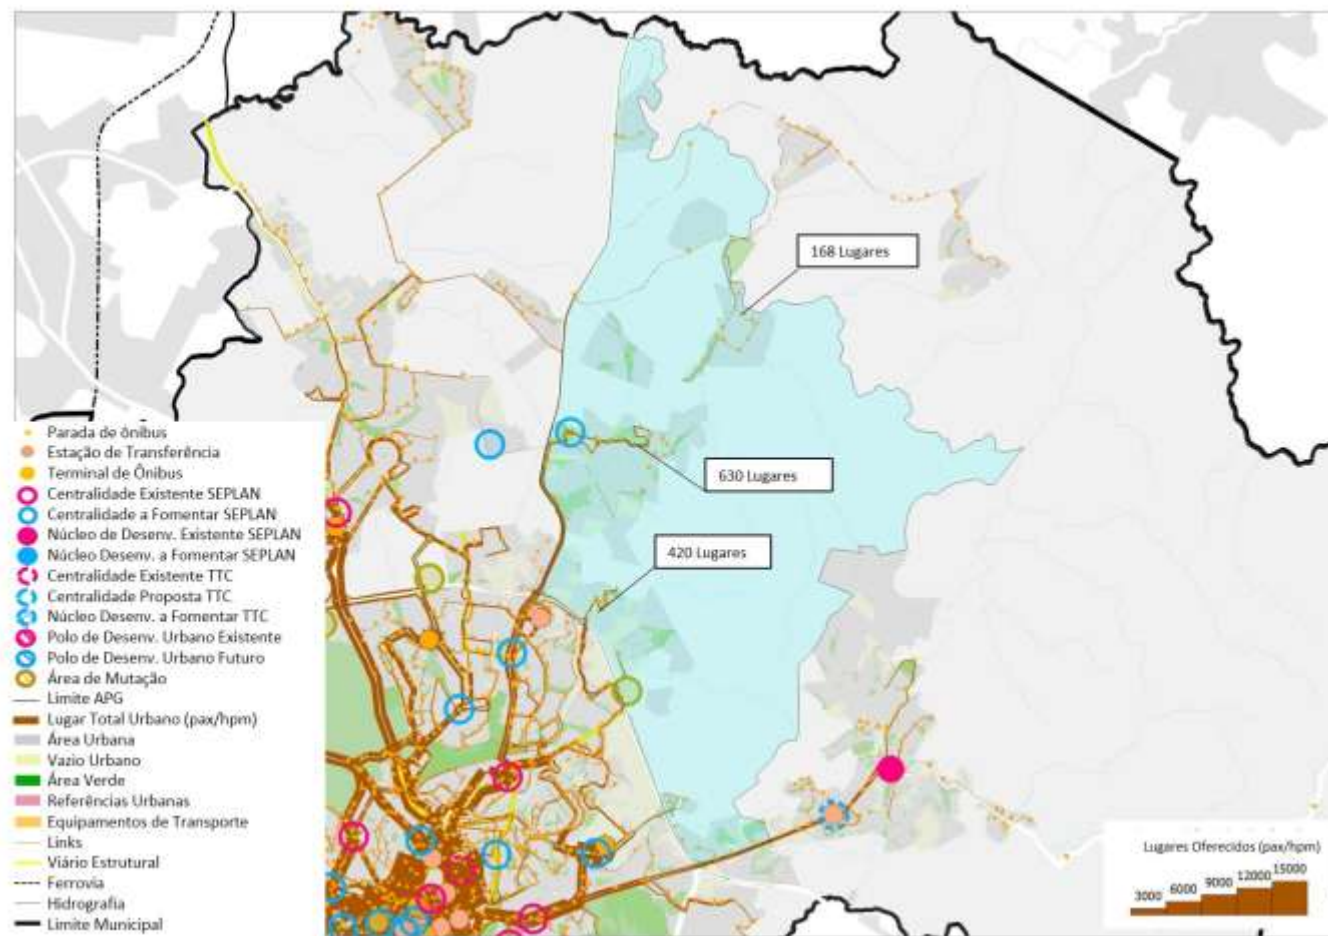 168 Lugares
630 Lugares
420 Lugares
Parada de ônibus
Estação de Transferência
Terminal de Ônibus
Centralidade Existente SEPLAN
Centralidade a Fomentar SEPLAN
Núcleo de Desenv. Existente SEPLAN
Núcleo Desenv. a Fomentar SEPLAN
Centralidade Existente TTC
Centralidade Proposta TTC
Núcleo Desenv. a Fomentar TTC
Polo de Desenv. Urbano Existente
Polo de Desenv. Urbano Futuro
Área de Mutação
Limite APG
Lugar Total Urbano (pax/hpm)
Área Urbana
Vazio Urbano
Área Verde
Referências Urbanas
Equipamentos de Transporte
Links
Viário Estrutural
Ferrovia
Hidrografia
Limite Municipal
Lugares Oferecidos (pax/hpm)
3000 6000 9000 12000 15000